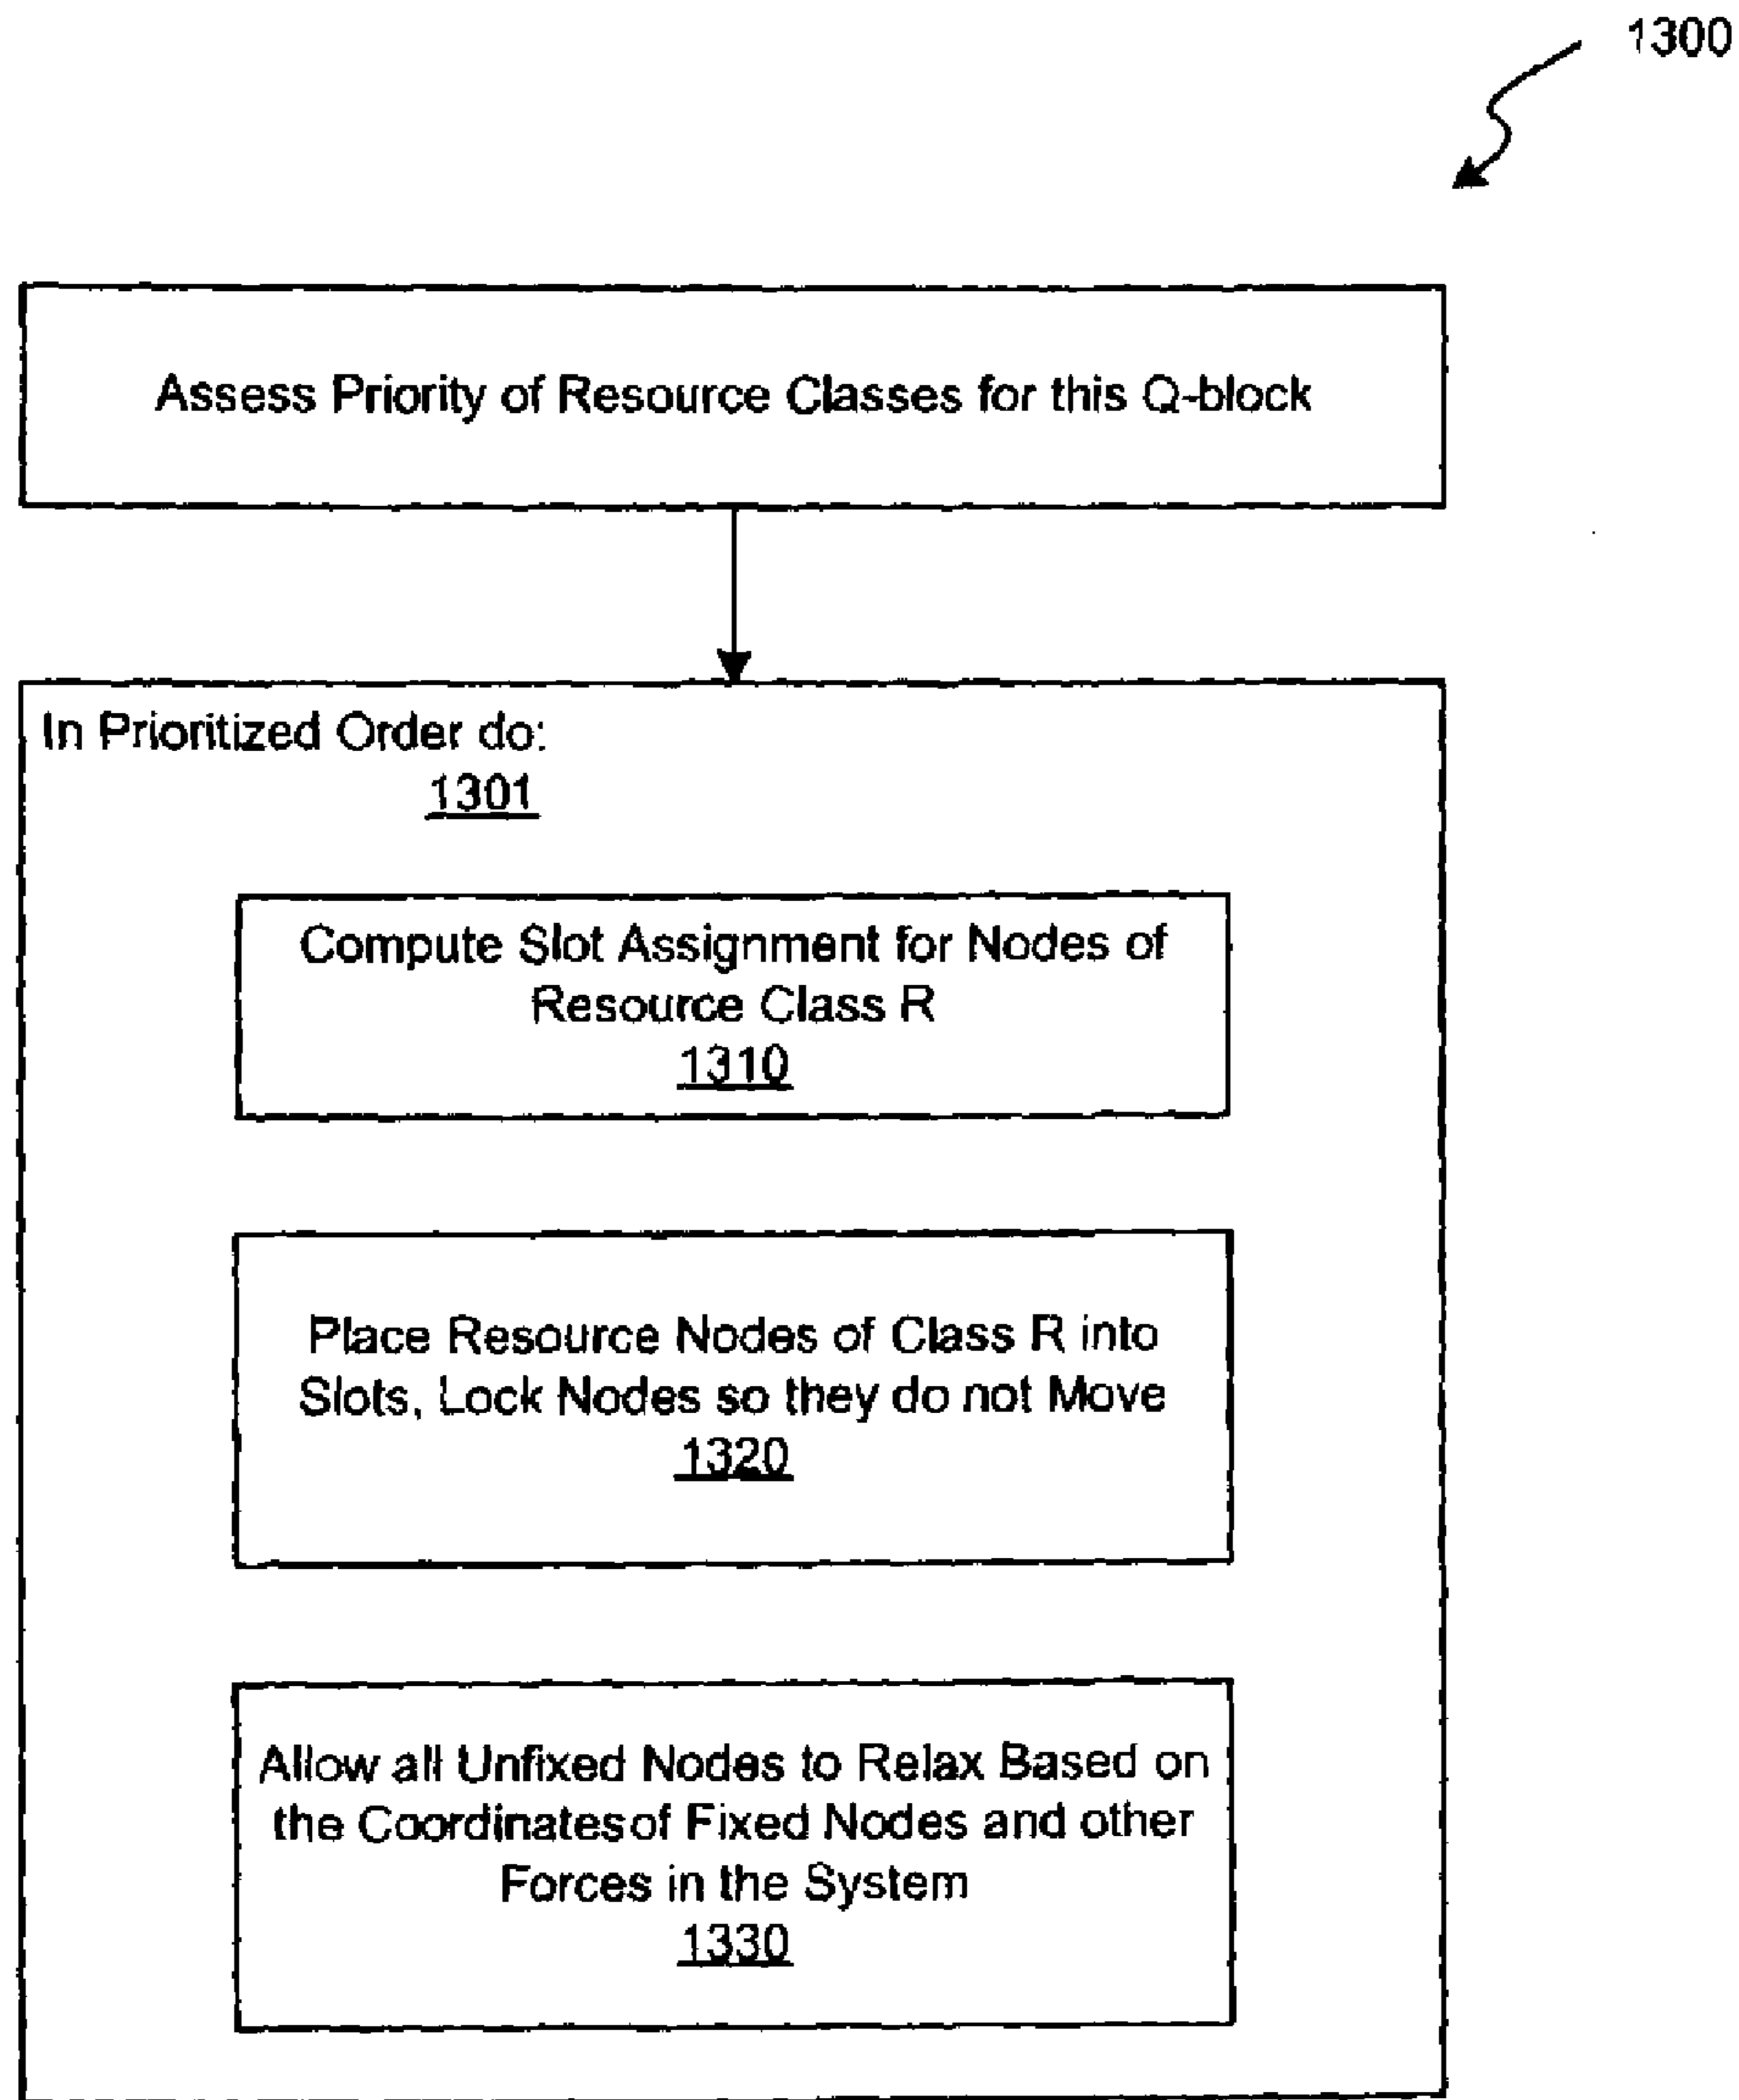 1300
Assess Priority of Resource Classes for this Q-block
In Prioritized Order do:
1301
Compute Slot Assignment for Nodes of
Resource Class R
1310
Place Resource Nodes of Class R into
Slots, Lock Nodes so they do not Move
1320
Allow all Unfixed Nodes to Relax Based on
the Coordinates of Fixed Nodes and other
Forces in the System
1330